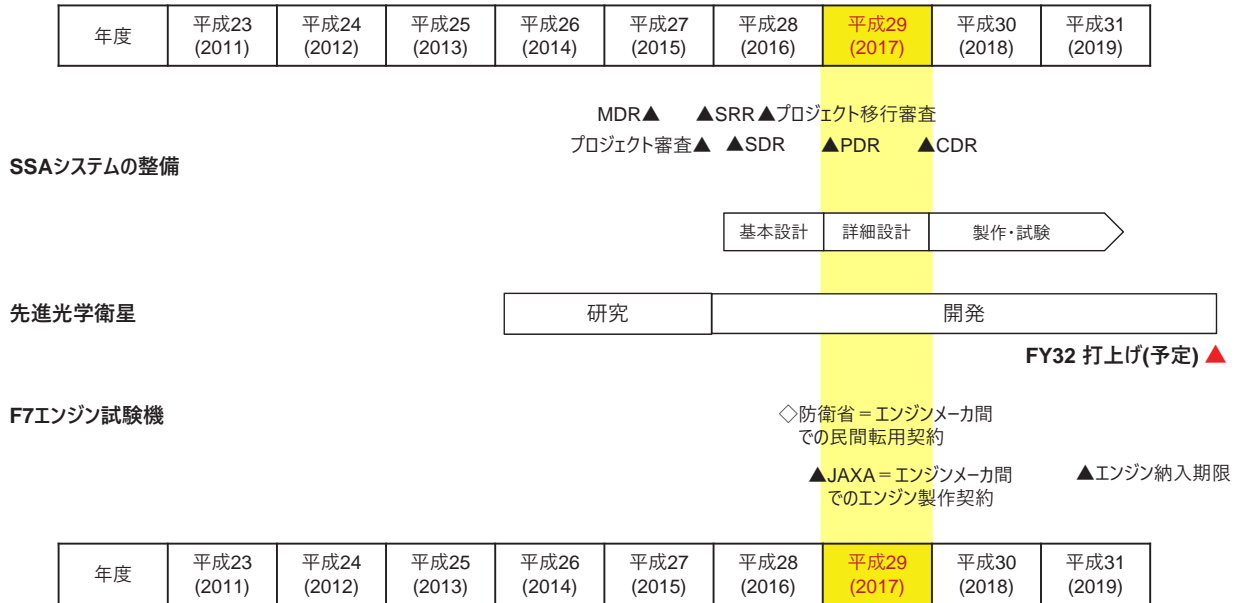 年度 平成23 (2011) 平成24 (2012) 平成25 (2013) 平成26 (2014) 平成27 (2015) 平成28 (2016) 平成29 (2017) 平成30 (2018) 平成31 (2019)
MDR▲ ▲SRR ▲プロジェクト移行審査
プロジェクト審査▲ ▲SDR ▲PDR ▲CDR
SSAシステムの整備
基本設計 詳細設計 製作・試験
先進光学衛星 研究 開発
FY32 打上げ(予定) ▲
F7エンジン試験機
◇防衛省＝エンジンメーカ間
での民間転用契約
▲JAXA＝エンジンメーカ間 ▲エンジン納入期限
でのエンジン製作契約
年度 平成23 (2011) 平成24 (2012) 平成25 (2013) 平成26 (2014) 平成27 (2015) 平成28 (2016) 平成29 (2017) 平成30 (2018) 平成31 (2019)